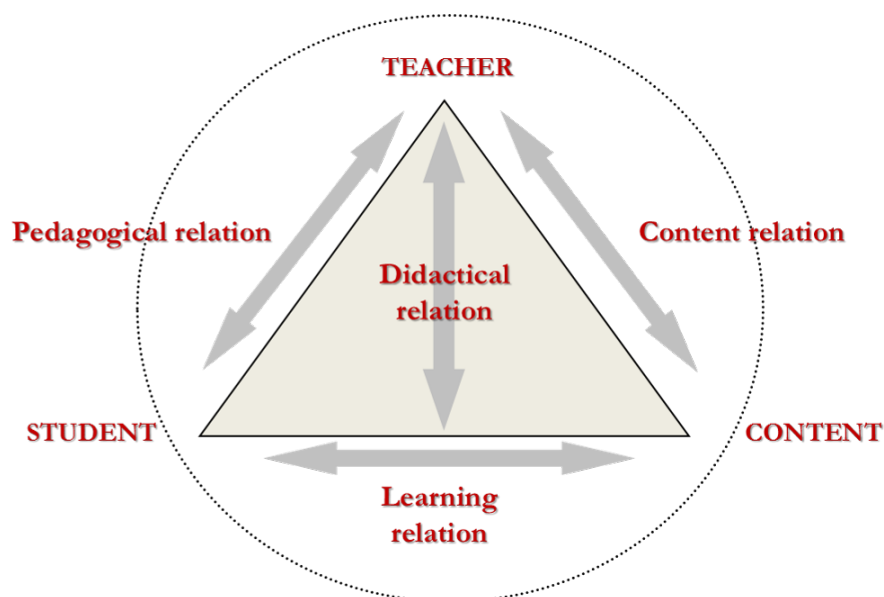 TEACHER
Pedagogical relation
Content relation
Didactical
relation
STUDENT
CONTENT
Learning
relation